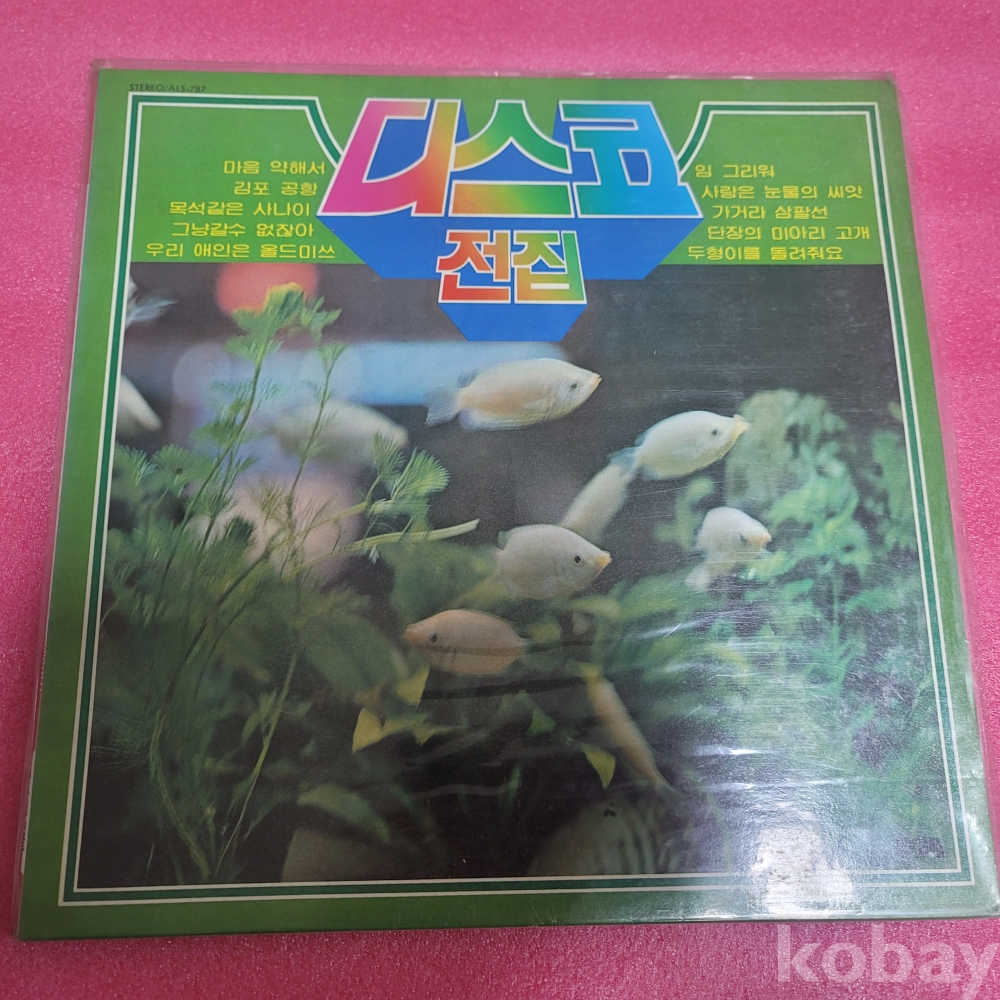 STEREO/ALS-787
디스코
전집
마음 약해서
김포 공항
목석같은 사나이
그냥갈수 없잖아
우리 애인은 올드미쓰
임 그리워
사랑은 눈물의 씨앗
가거라 삼팔선
단장의 미아리 고개
두형이를 돌려줘요
kobay